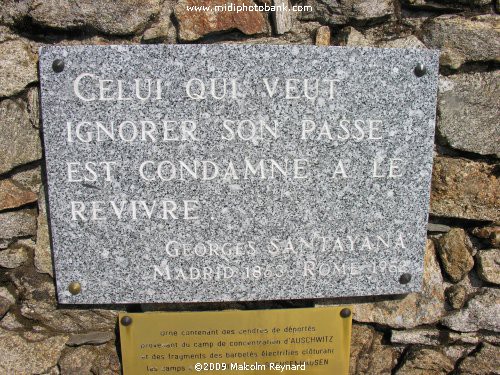 www.midiphotobank.com
CELUI QUI VEUT
IGNORER SON PASSE
EST CONDAMNE A LE
REVIVRE
GEORGES SANTAYANA
MADRID 1863. ROME
Urne contenant des cendres de déportés
provenant du camp de concentration d'AUSCHWITZ
et des fragments des barbelés électrifiés clôturant
les camps
©2009 Malcolm Reynard